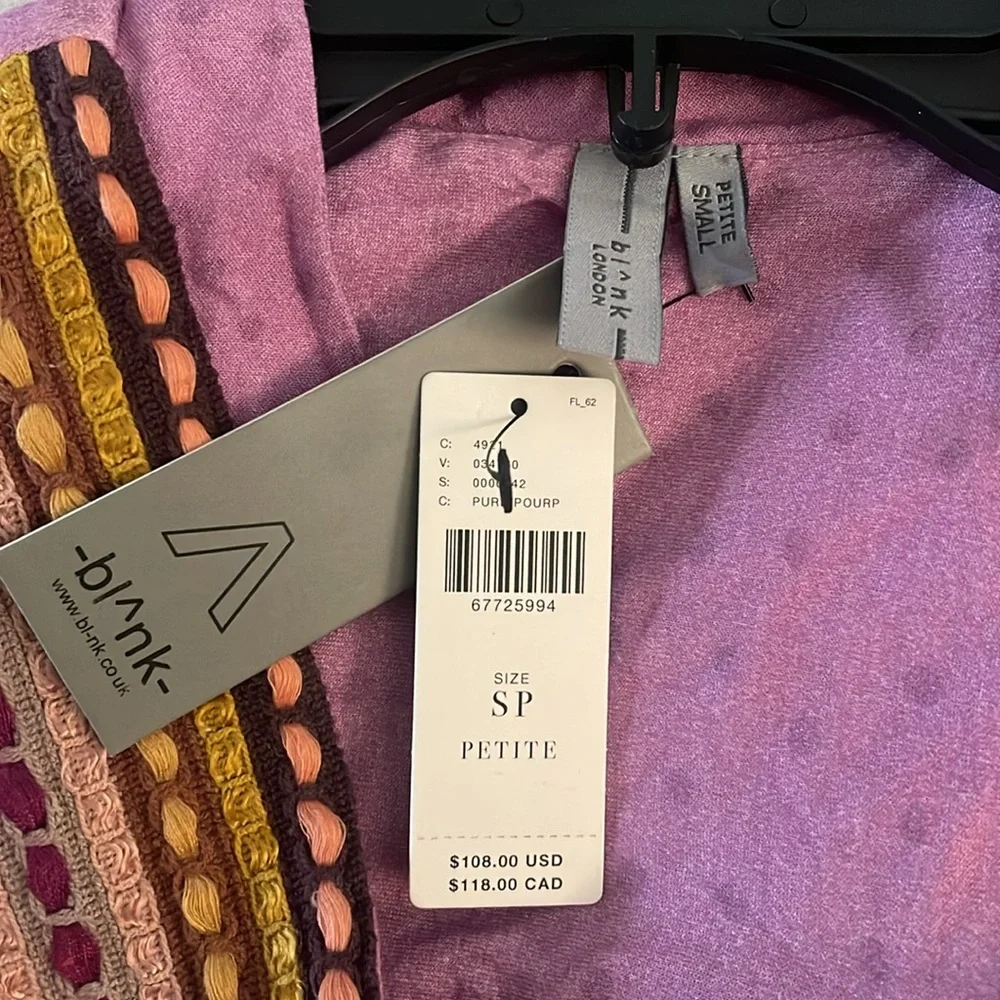 PETITE
SMALL
bl^nk
LONDON
FL_62
C:
V:
S:
C: POURP
67725994
SIZE
SP
PETITE
$108.00 USD
$118.00 CAD
-bl^nk-
www.bl-nk.co.uk